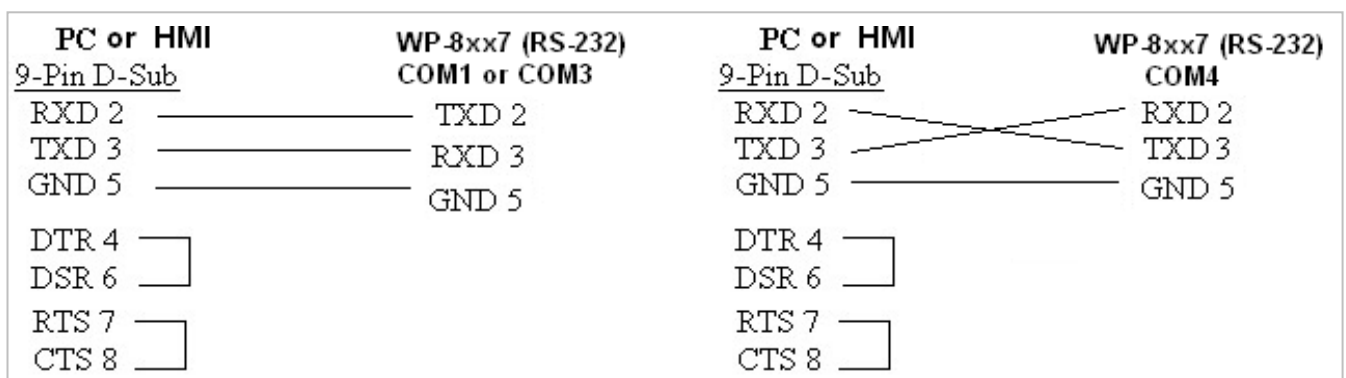 PC or HMI
9-Pin D-Sub
RXD 2
TXD 3
GND 5
DTR 4
DSR 6
RTS 7
CTS 8
WP-8xx7 (RS-232)
COM1 or COM3
TXD 2
RXD 3
GND 5
PC or HMI
9-Pin D-Sub
RXD 2
TXD 3
GND 5
DTR 4
DSR 6
RTS 7
CTS 8
WP-8xx7 (RS-232)
COM4
RXD 2
TXD 3
GND 5